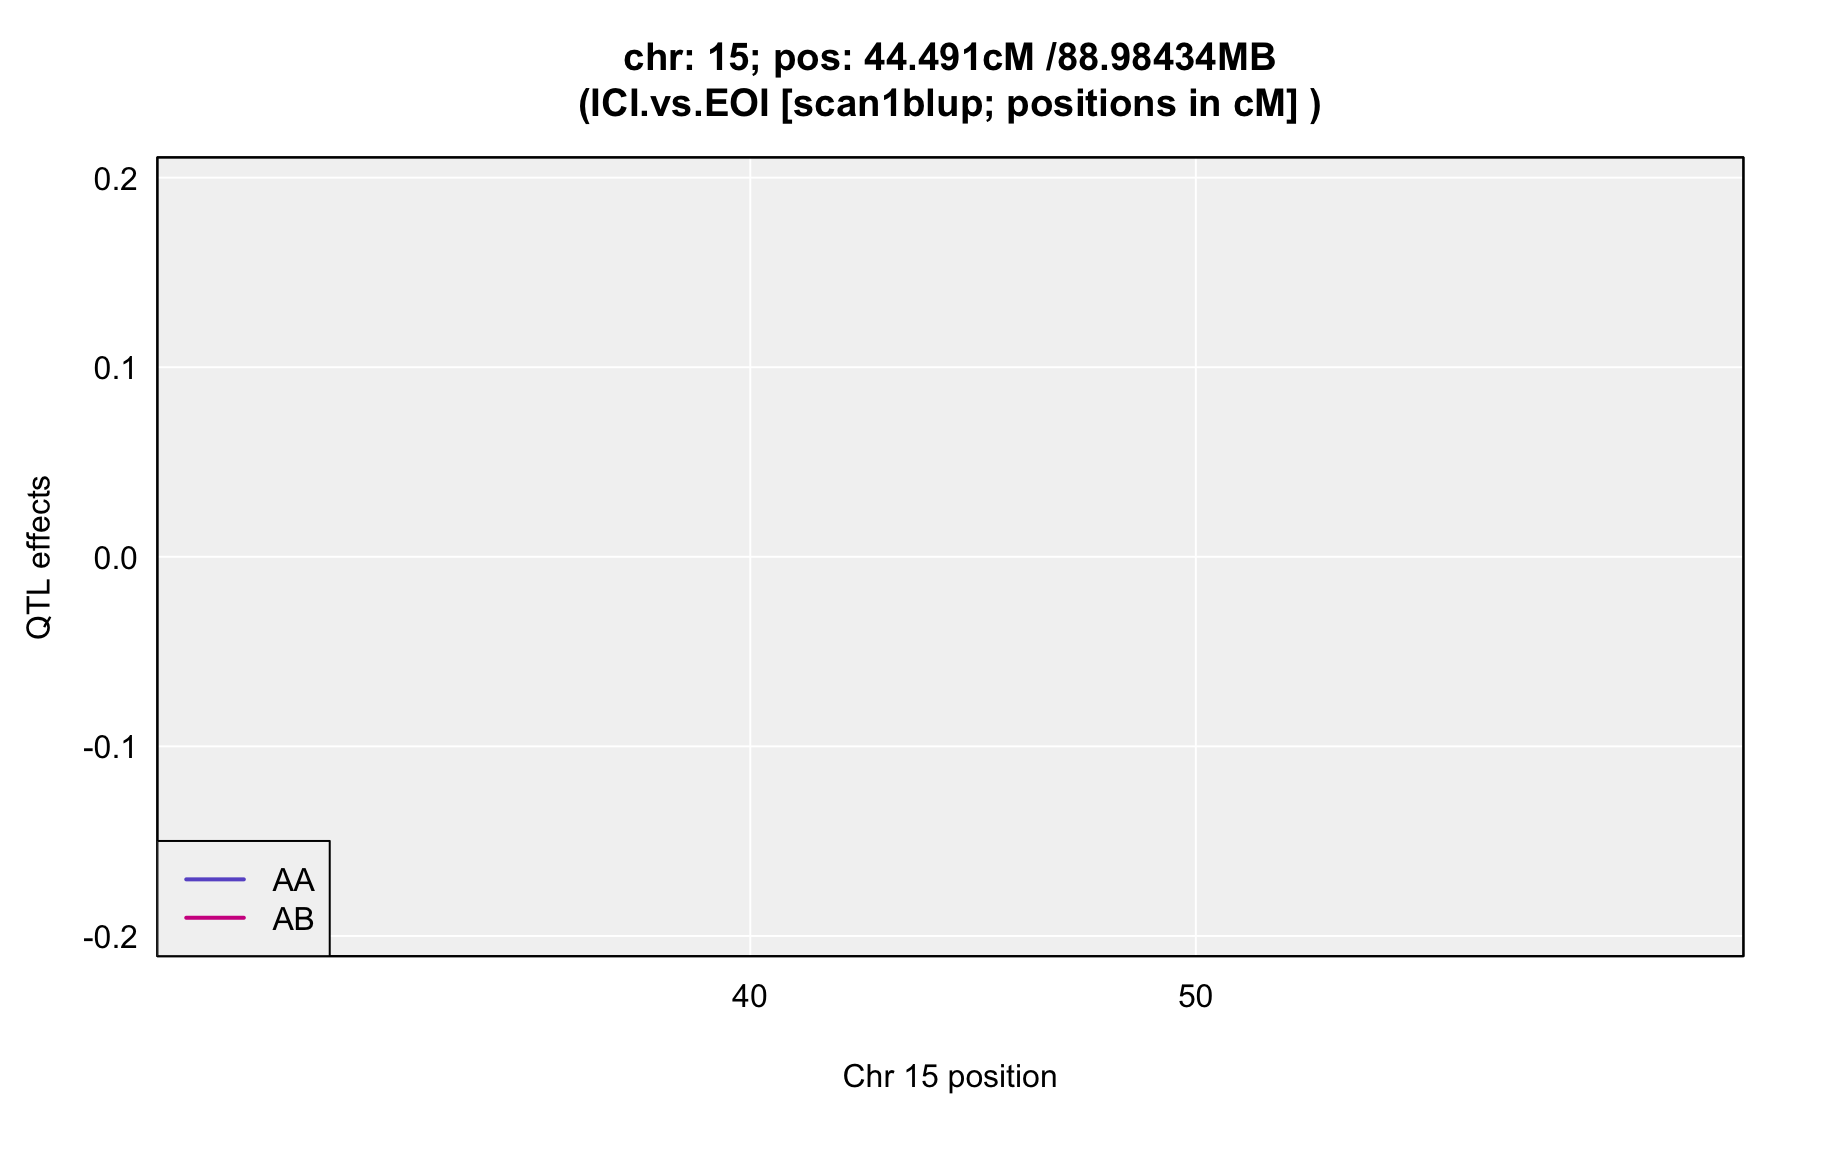 chr: 15; pos: 44.491cM /88.98434MB
(ICI.vs.EOI [scan1blup; positions in cM] )
0.2
0.1
0.0
-0.1
-0.2
QTL effects
AA
AB
40 50
Chr 15 position